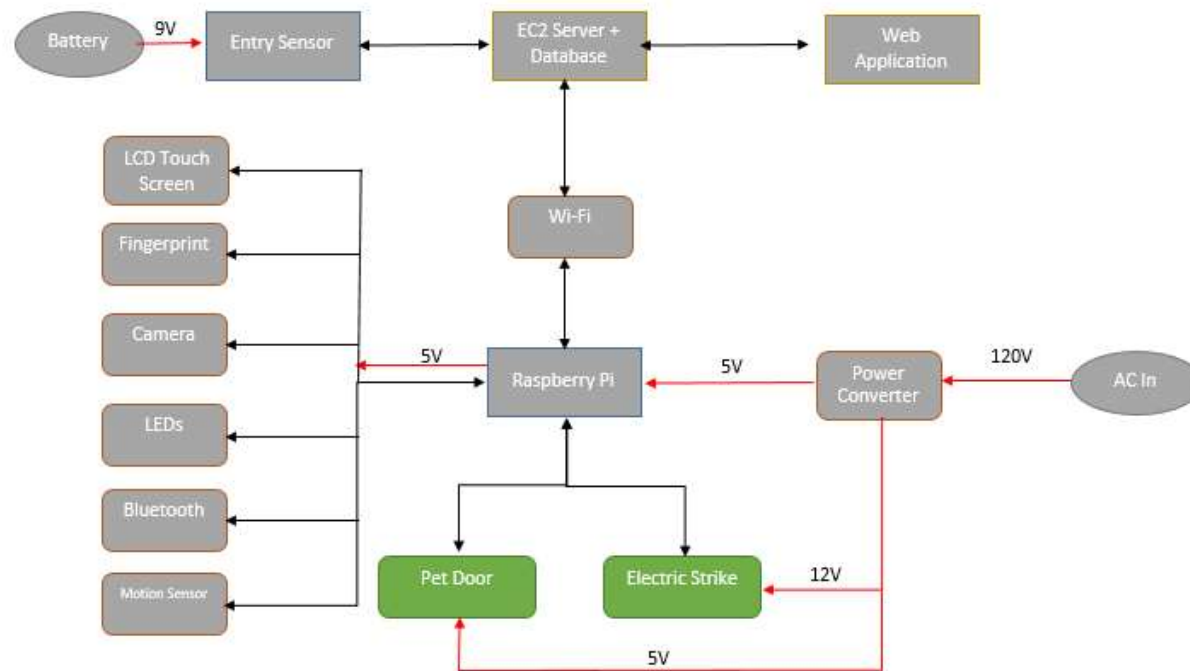 Battery
9V
Entry Sensor
EC2 Server +
Database
Web
Application
LCD Touch
Screen
Fingerprint
Wi-Fi
Camera
5V
Raspberry Pi
5V
Power
Converter
120V
AC In
LEDs
Bluetooth
Motion Sensor
Pet Door
Electric Strike
12V
5V